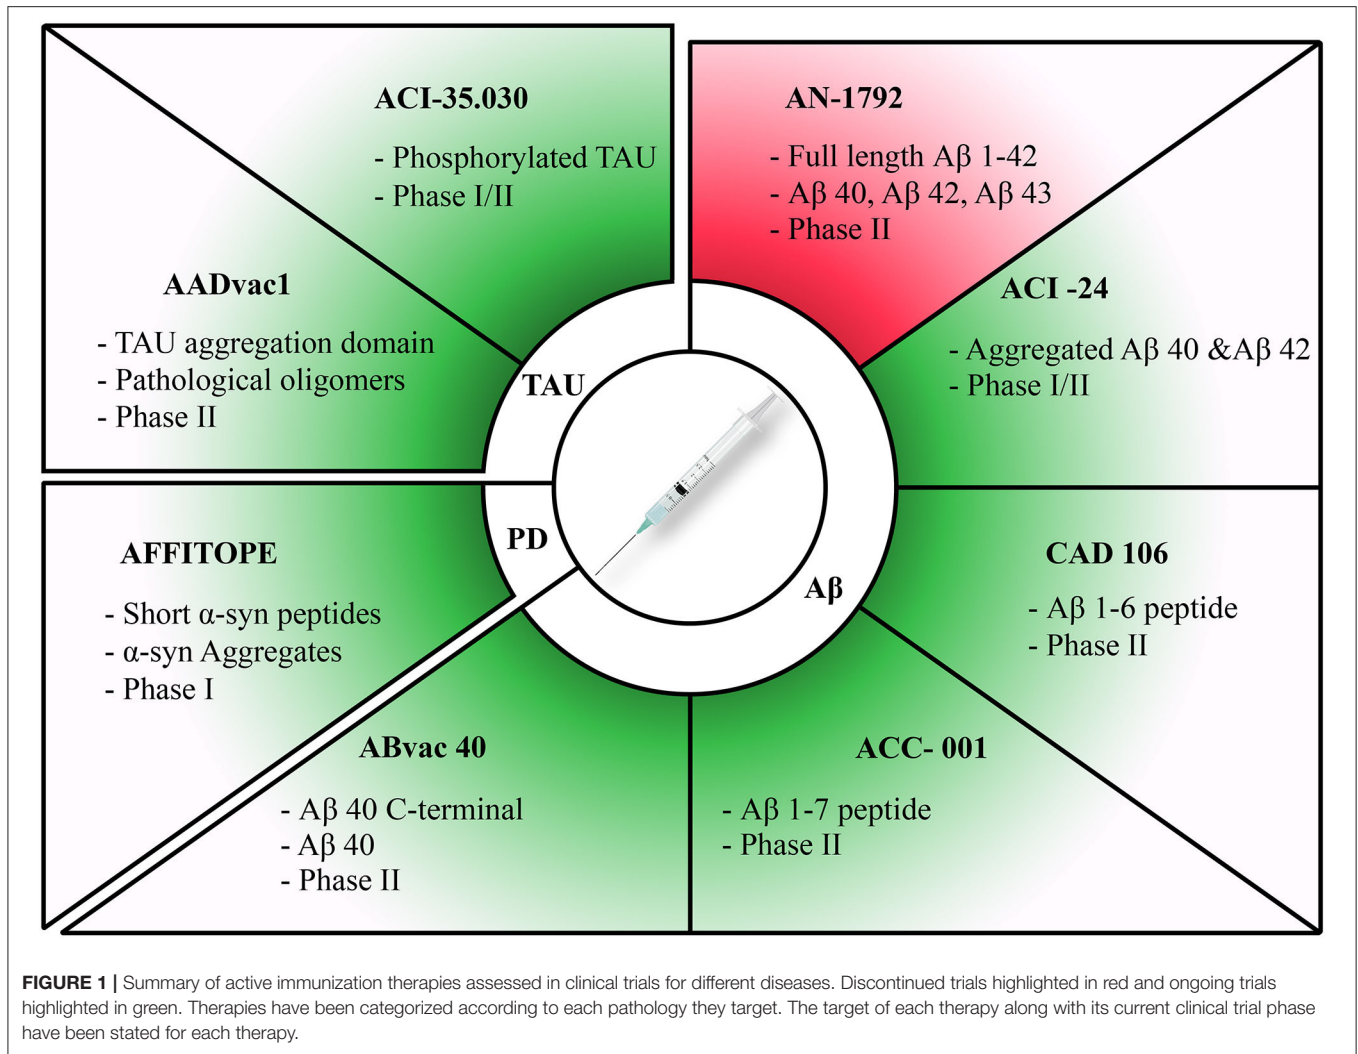 ACI-35.030
- Phosphorylated TAU
- Phase I/II
AN-1792
- Full length Aβ 1-42
- Aβ 40, Aβ 42, Aβ 43
- Phase II
AADvac1
- TAU aggregation domain
- Pathological oligomers
- Phase II
ACI -24
- Aggregated Aβ 40 &Aβ 42
- Phase I/II
TAU
PD
Aβ
AFFITOPE
- Short α-syn peptides
- α-syn Aggregates
- Phase I
CAD 106
- Aβ 1-6 peptide
- Phase II
ABvac 40
- Aβ 40 C-terminal
- Aβ 40
- Phase II
ACC- 001
- Aβ 1-7 peptide
- Phase II
FIGURE 1 | Summary of active immunization therapies assessed in clinical trials for different diseases. Discontinued trials highlighted in red and ongoing trials
highlighted in green. Therapies have been categorized according to each pathology they target. The target of each therapy along with its current clinical trial phase
have been stated for each therapy.